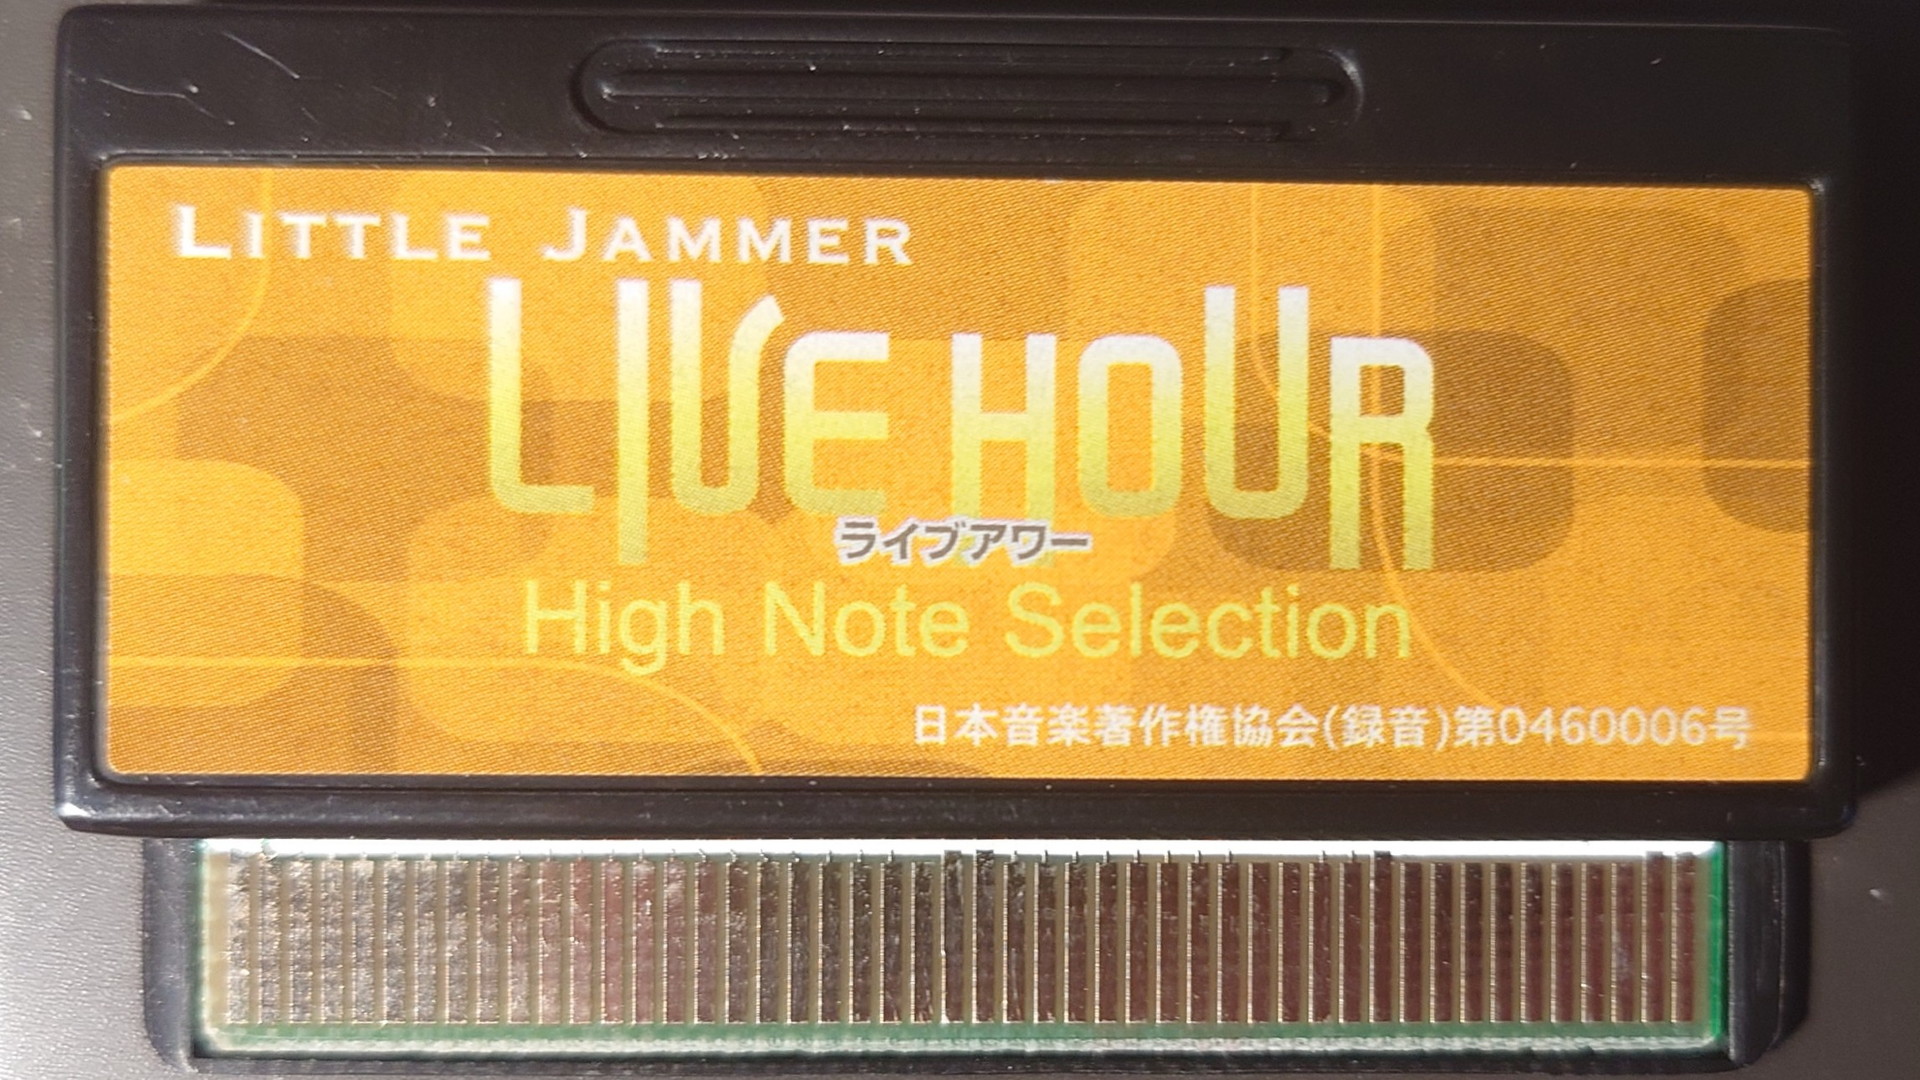 LITTLE JAMMER
LIVE HOUR
ライブアワー
High Note Selection
日本音楽著作権協会(録音)第0460006号